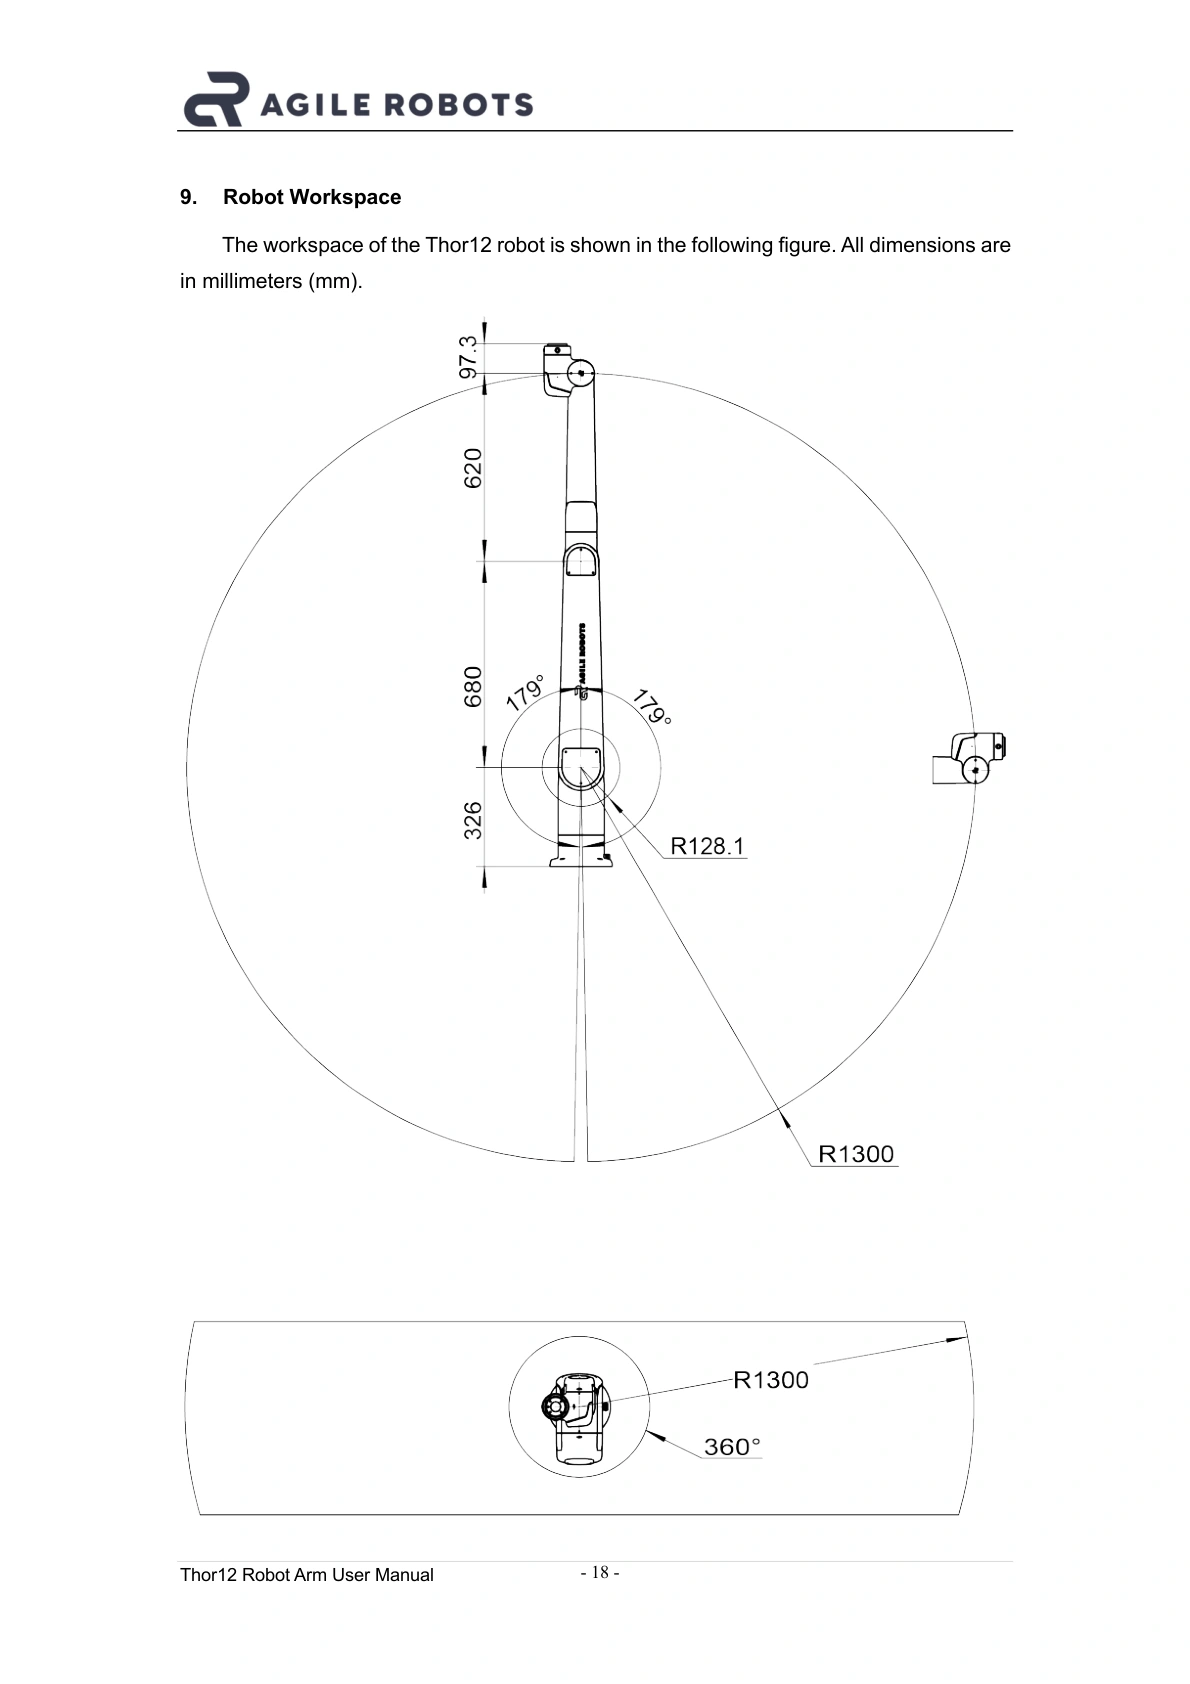 AGILE ROBOTS
9. Robot Workspace
The workspace of the Thor12 robot is shown in the following figure. All dimensions are
in millimeters (mm).
97.3
620
680
326
AGILE ROBOTS
179°
179°
R128.1
R1300
R1300
360°
Thor12 Robot Arm User Manual
- 18 -